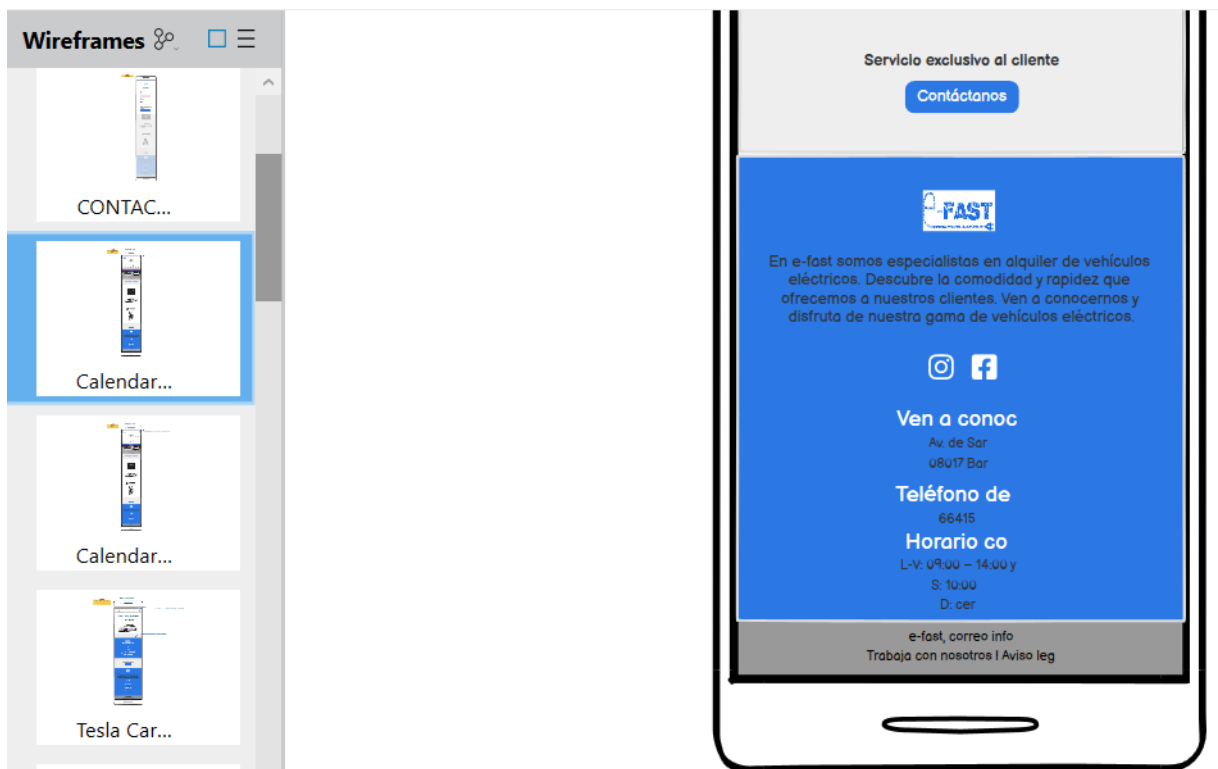 Wireframes
CONTAC...
Calendar...
Calendar...
Tesla Car...
Servicio exclusivo al cliente
Contáctanos
-FAST
En e-fast somos especialistas en alquiler de vehículos
eléctricos. Descubre la comodidad y rapidez que
ofrecemos a nuestros clientes. Ven a conocernos y
disfruta de nuestra gama de vehículos eléctricos.
Ven a conoc
Av. de Sar
08017 Bar
Teléfono de
66415
Horario co
L-V: 09:00 – 14:00 y
S: 10:00
D: cer
e-fast, correo info
Trabaja con nosotros | Aviso leg